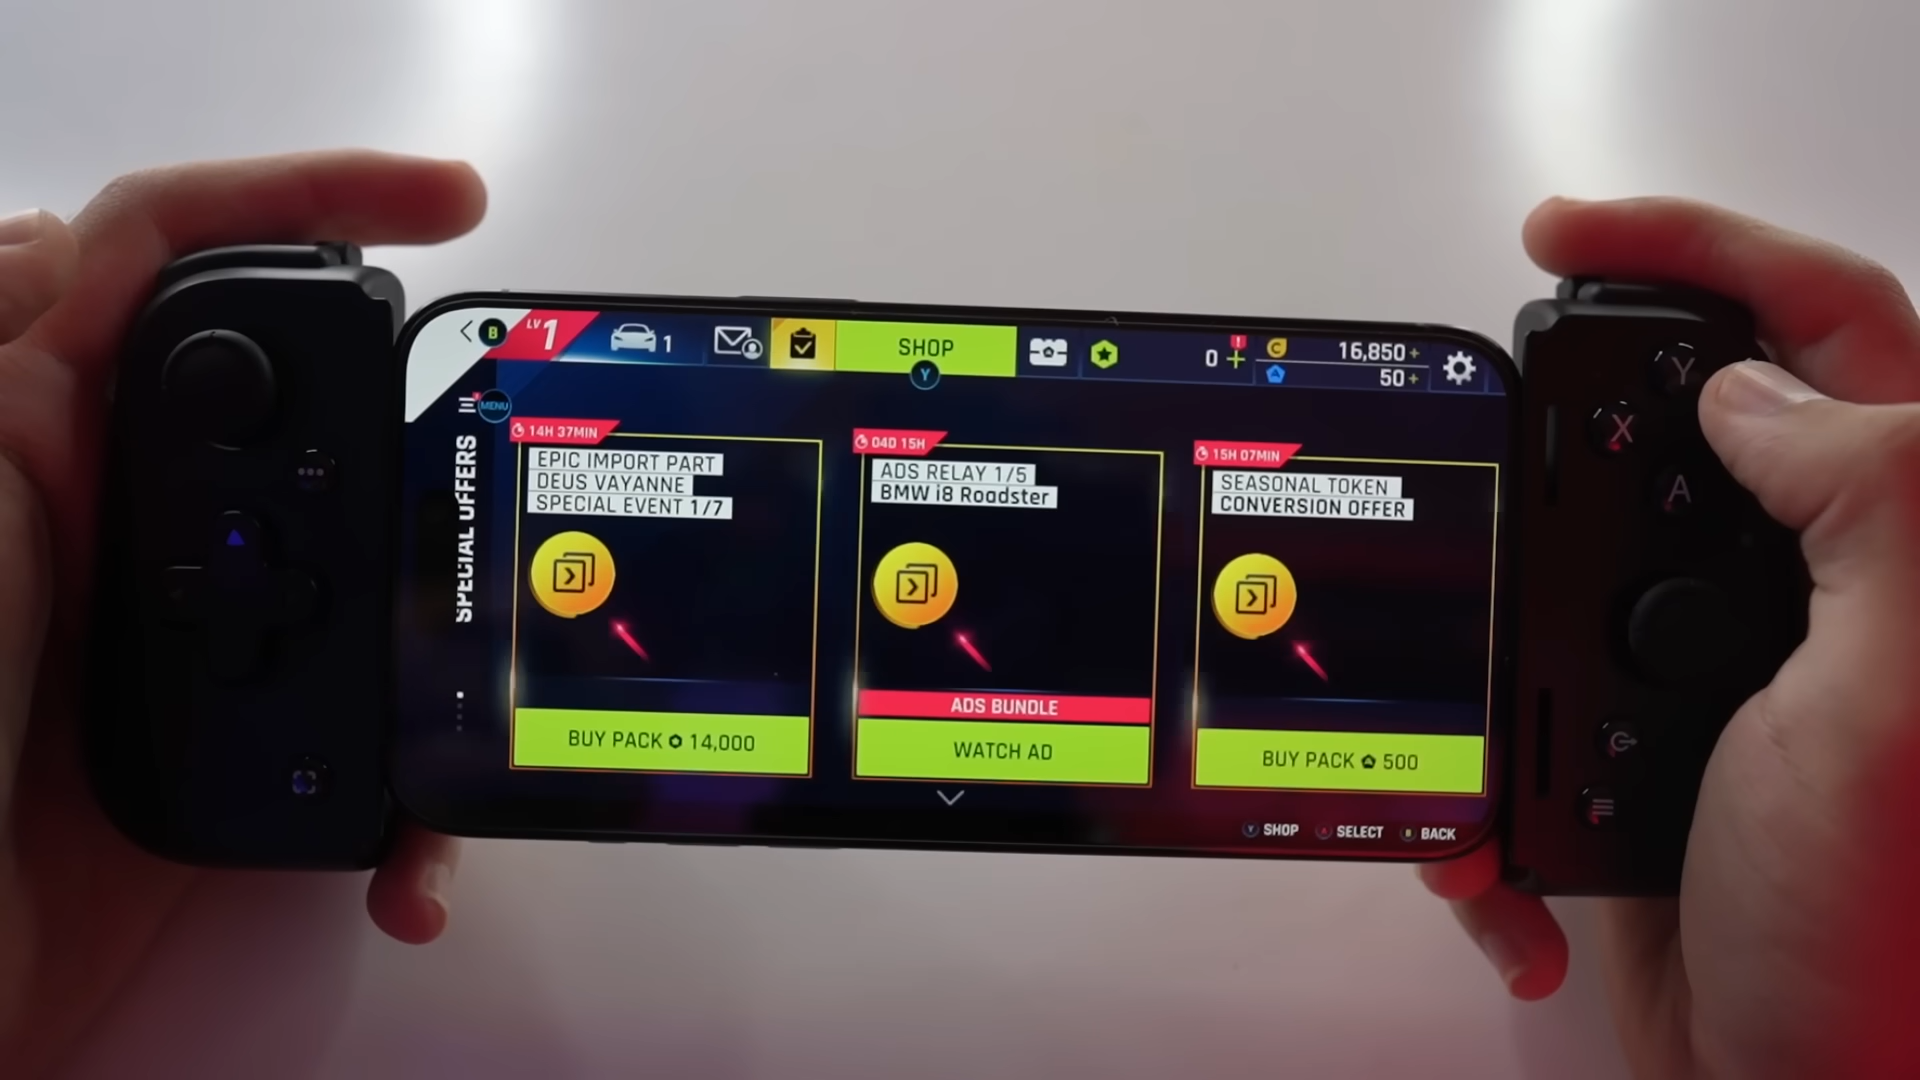 B
LV 1
1
SHOP
Y
0
!
C
16,850 +
50 +
MENU
SPECIAL OFFERS
14H 37MIN
EPIC IMPORT PART
DEUS VAYANNE
SPECIAL EVENT 1/7
BUY PACK 14,000
04D 15H
ADS RELAY 1/5
BMW i8 Roadster
ADS BUNDLE
WATCH AD
15H 07MIN
SEASONAL TOKEN
CONVERSION OFFER
BUY PACK 500
Y SHOP
A SELECT
B BACK
Y
X
A